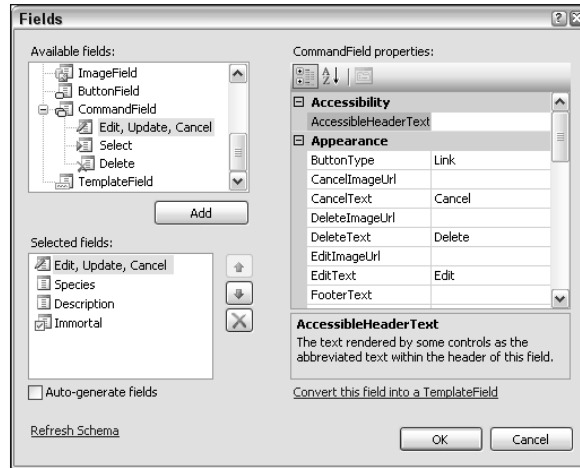 Fields
Available fields:
ImageField
ButtonField
CommandField
Edit, Update, Cancel
Select
Delete
TemplateField
Add
Selected fields:
Edit, Update, Cancel
Species
Description
Immortal
Auto-generate fields
Refresh Schema
CommandField properties:
Accessibility
AccessibleHeaderText
Appearance
ButtonType Link
CancelImageUrl
CancelText Cancel
DeleteImageUrl
DeleteText Delete
EditImageUrl
EditText Edit
FooterText
AccessibleHeaderText
The text rendered by some controls as the
abbreviated text within the header of this field.
Convert this field into a TemplateField
OK Cancel